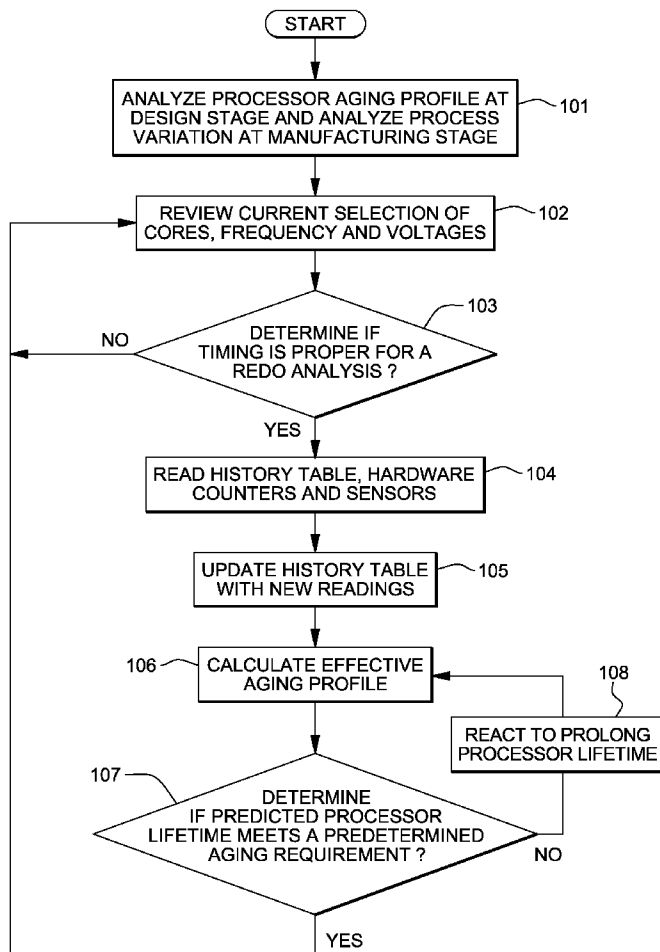 START
ANALYZE PROCESSOR AGING PROFILE AT
DESIGN STAGE AND ANALYZE PROCESS
VARIATION AT MANUFACTURING STAGE
101
REVIEW CURRENT SELECTION OF
CORES, FREQUENCY AND VOLTAGES
102
103
NO
DETERMINE IF
TIMING IS PROPER FOR A
REDO ANALYSIS ?
YES
READ HISTORY TABLE, HARDWARE
COUNTERS AND SENSORS
104
UPDATE HISTORY TABLE
WITH NEW READINGS
105
106
CALCULATE EFFECTIVE
AGING PROFILE
108
REACT TO PROLONG
PROCESSOR LIFETIME
107
DETERMINE
IF PREDICTED PROCESSOR
LIFETIME MEETS A PREDETERMINED
AGING REQUIREMENT ?
NO
YES